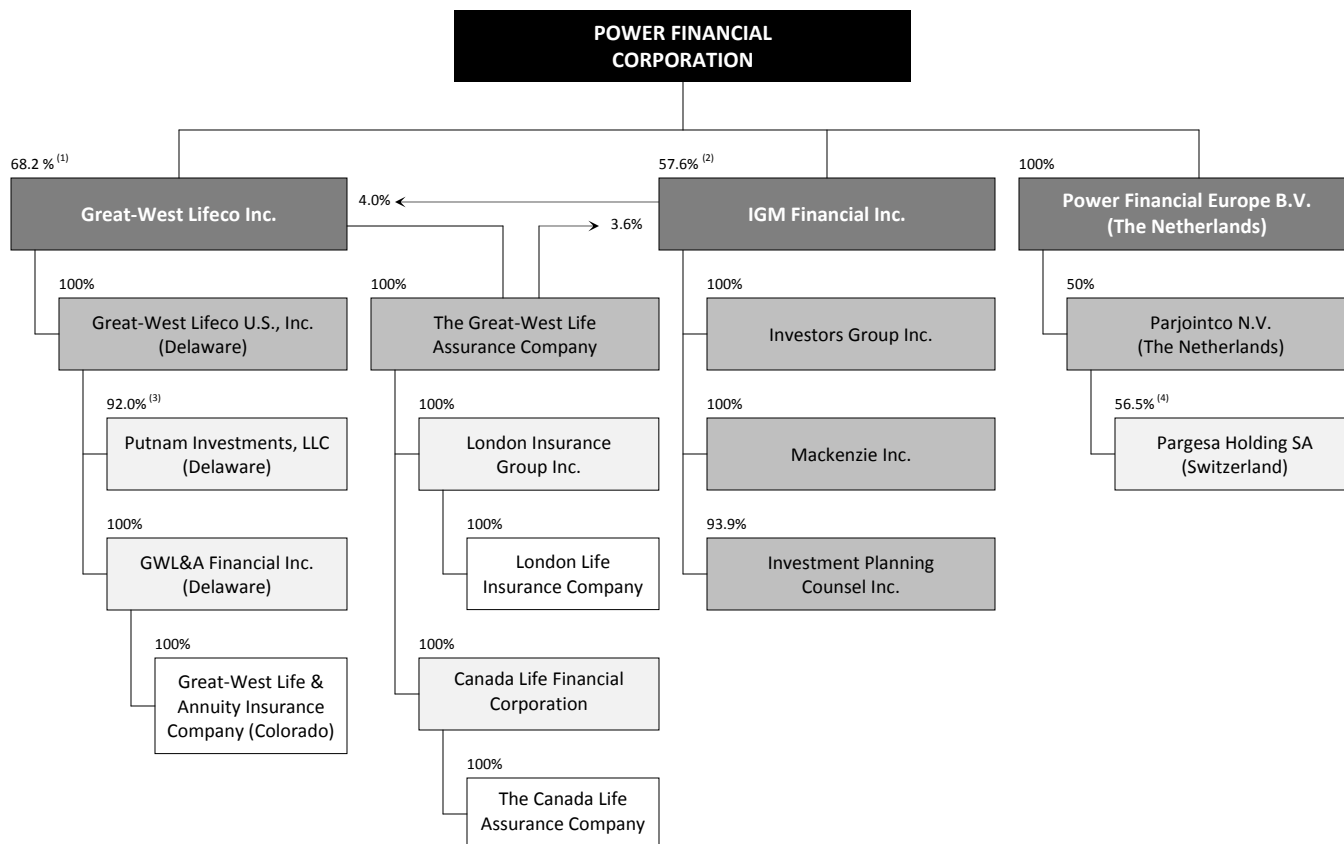 POWER FINANCIAL
CORPORATION
68.2 % (1)
57.6% (2)
100%
Great-West Lifeco Inc.
4.0%
3.6%
IGM Financial Inc.
Power Financial Europe B.V.
(The Netherlands)
100%
Great-West Lifeco U.S., Inc.
(Delaware)
100%
The Great-West Life
Assurance Company
100%
Investors Group Inc.
50%
Parjointco N.V.
(The Netherlands)
92.0% (3)
Putnam Investments, LLC
(Delaware)
100%
London Insurance
Group Inc.
100%
Mackenzie Inc.
56.5% (4)
Pargesa Holding SA
(Switzerland)
100%
GWL&A Financial Inc.
(Delaware)
100%
London Life
Insurance Company
93.9%
Investment Planning
Counsel Inc.
100%
Great-West Life &
Annuity Insurance
Company (Colorado)
100%
Canada Life Financial
Corporation
100%
The Canada Life
Assurance Company